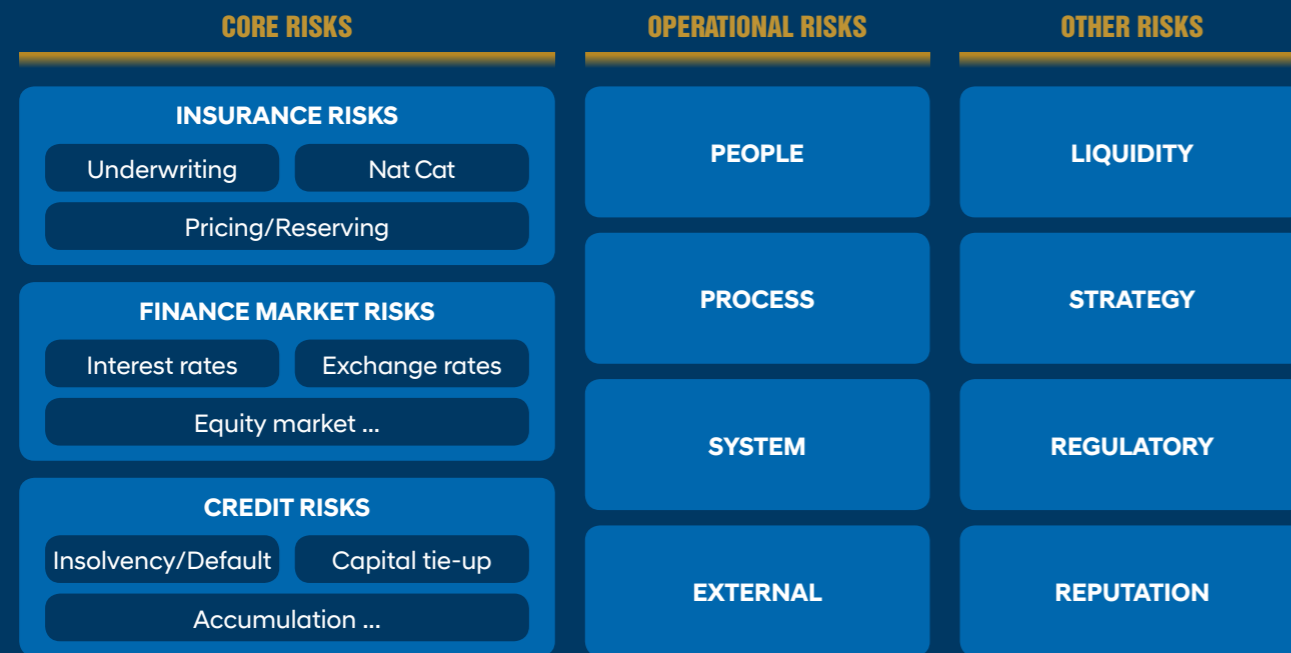 CORE RISKS
INSURANCE RISKS
Underwriting
Nat Cat
Pricing/Reserving
FINANCE MARKET RISKS
Interest rates
Exchange rates
Equity market ...
CREDIT RISKS
Insolvency/Default
Capital tie-up
Accumulation ...
OPERATIONAL RISKS
PEOPLE
PROCESS
SYSTEM
EXTERNAL
OTHER RISKS
LIQUIDITY
STRATEGY
REGULATORY
REPUTATION